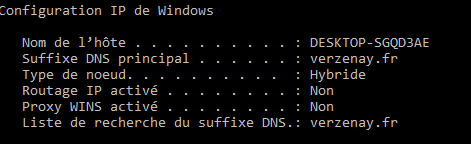 Configuration IP de Windows
Nom de l’hôte . . . . . . . . . . : DESKTOP-SGQD3AE
Suffixe DNS principal . . . . . . : verzenay.fr
Type de noeud. . . . . . . . . .  : Hybride
Routage IP activé . . . . . . . . : Non
Proxy WINS activé . . . . . . . . : Non
Liste de recherche du suffixe DNS.: verzenay.fr